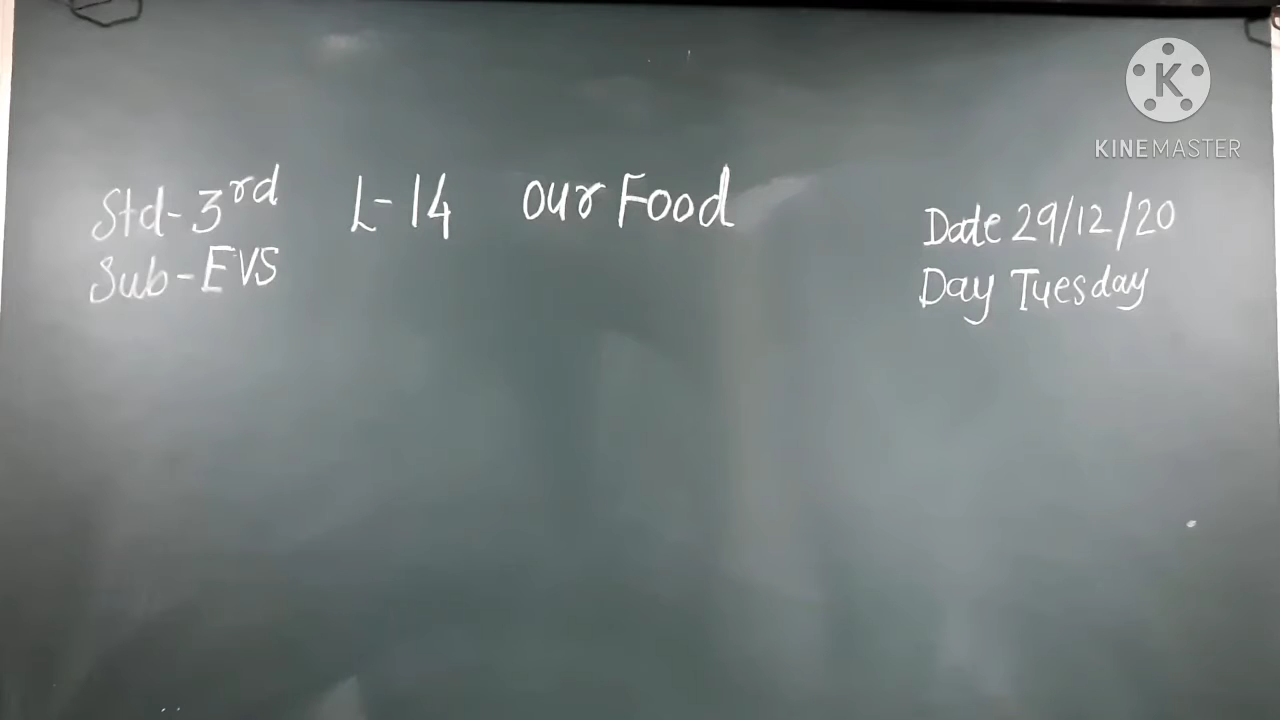 K
KINEMASTER
Std-3rd L-14 our Food
Sub-EVS
Date 29/12/20
Day Tuesday